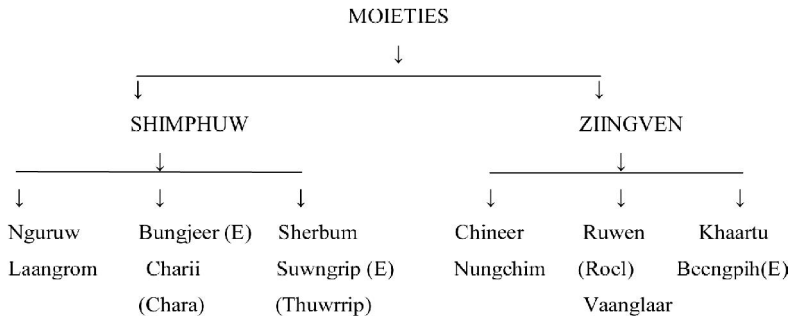 MOIETIES
SHIMPHUW ZIINGVEN
Nguruw Bungjeer (E) Sherbum Chineer Ruwen Khaartu
Laangrom Charii Suwngrip (E) Nungchim (Roel) Beengpih(E)
(Chara) (Thuwrrip) Vaanglaar